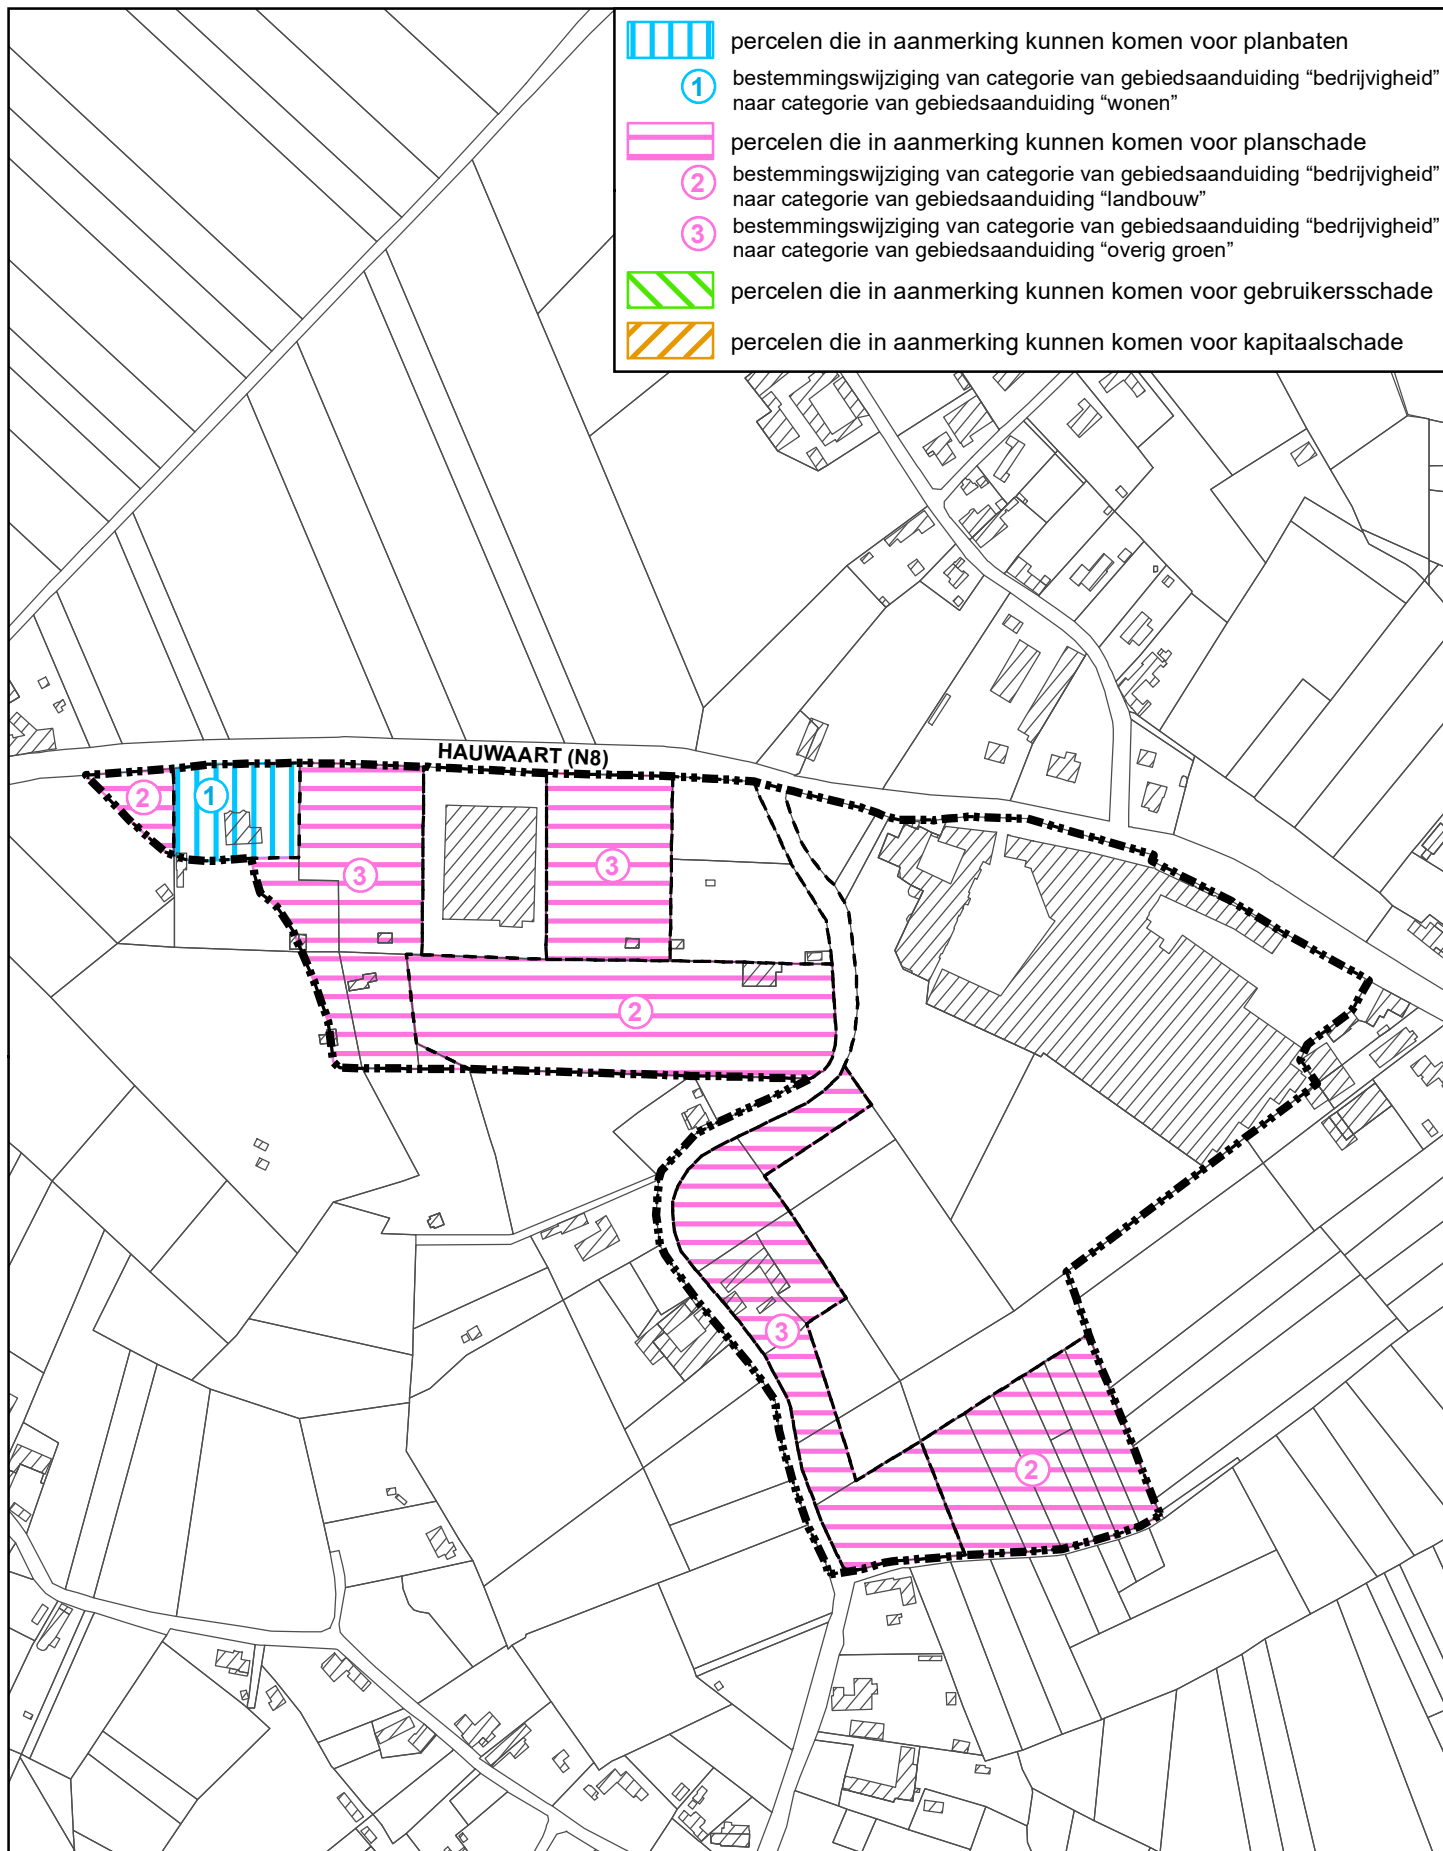 percelen die in aanmerking kunnen komen voor planbaten
1
bestemmingswijziging van categorie van gebiedsaanduiding “bedrijvigheid”
naar categorie van gebiedsaanduiding “wonen”
percelen die in aanmerking kunnen komen voor planschade
2
bestemmingswijziging van categorie van gebiedsaanduiding “bedrijvigheid”
naar categorie van gebiedsaanduiding “landbouw”
3
bestemmingswijziging van categorie van gebiedsaanduiding “bedrijvigheid”
naar categorie van gebiedsaanduiding “overig groen”
percelen die in aanmerking kunnen komen voor gebruikersschade
percelen die in aanmerking kunnen komen voor kapitaalschade
HAUWAART (N8)
2
1
3
3
2
3
2